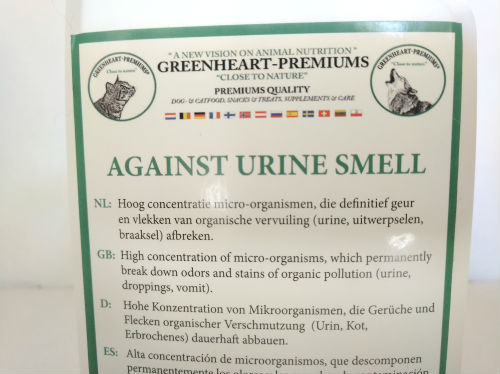 " A NEW VISION ON ANIMAL NUTRITION "
GREENHEART-PREMIUMS
"CLOSE TO NATURE"
PREMIUMS QUALITY
DOG- & CATFOOD, SNACKS & TREATS, SUPPLEMENTS & CARE
GREENHEART-PREMIUMS®
"Close to nature"
GREENHEART-PREMIUMS®
"Close to nature"
AGAINST URINE SMELL
NL: Hoog concentratie micro-organismen, die definitief geur
en vlekken van organische vervuiling (urine, uitwerpselen,
braaksel) afbreken.
GB: High concentration of micro-organisms, which permanently
break down odors and stains of organic pollution (urine,
droppings, vomit).
D: Hohe Konzentration von Mikroorganismen, die Gerüche und
Flecken organischer Verschmutzung (Urin, Kot,
Erbrochenes) dauerhaft abbauen.
ES: Alta concentración de microorganismos, que descomponen
permanentemente los